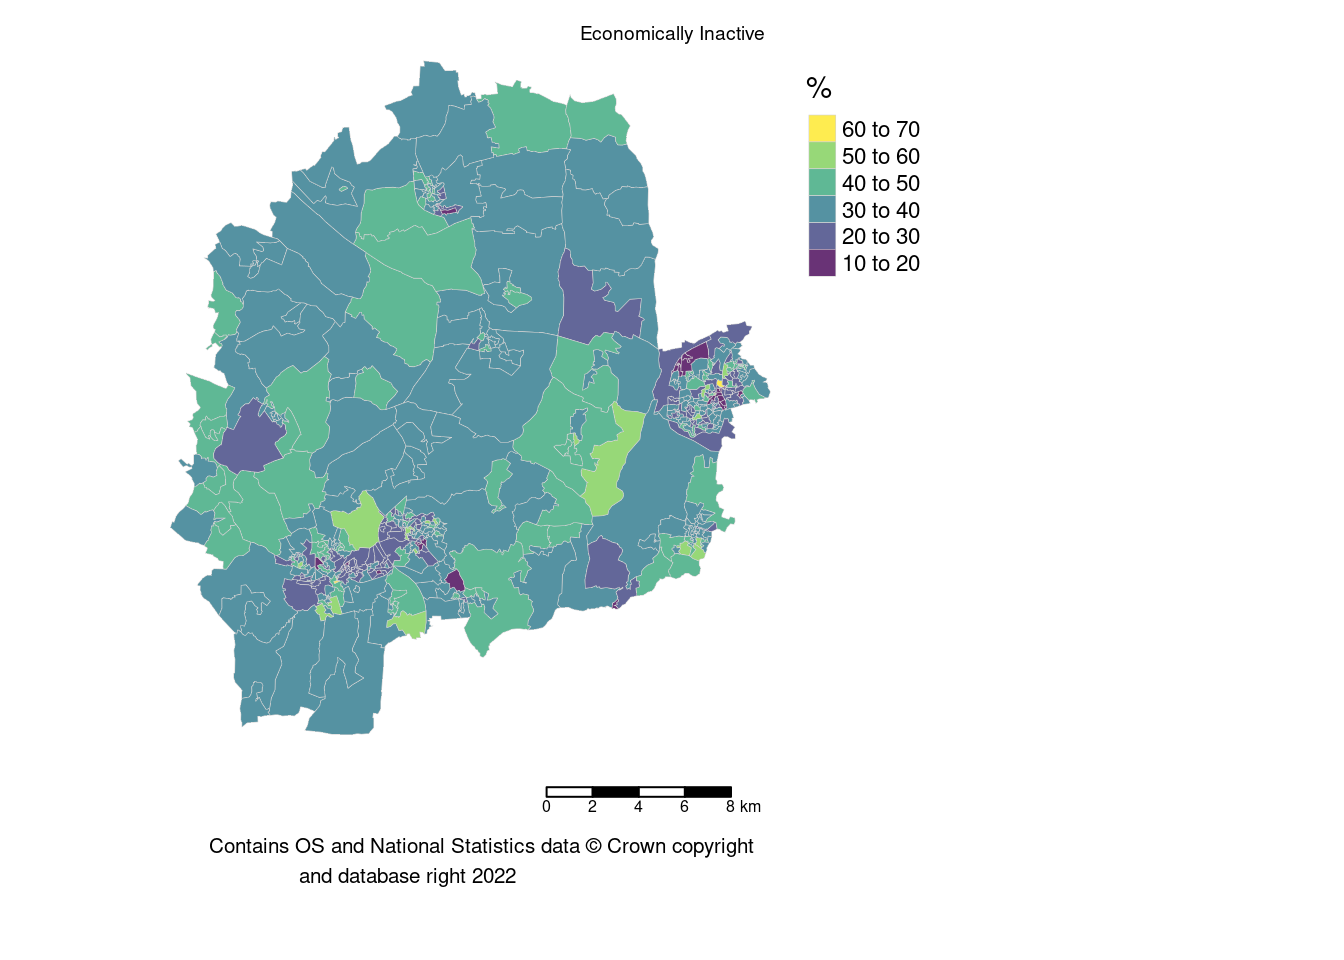 Economically Inactive
%
60 to 70
50 to 60
40 to 50
30 to 40
20 to 30
10 to 20
0 2 4 6 8 km
Contains OS and National Statistics data © Crown copyright
and database right 2022